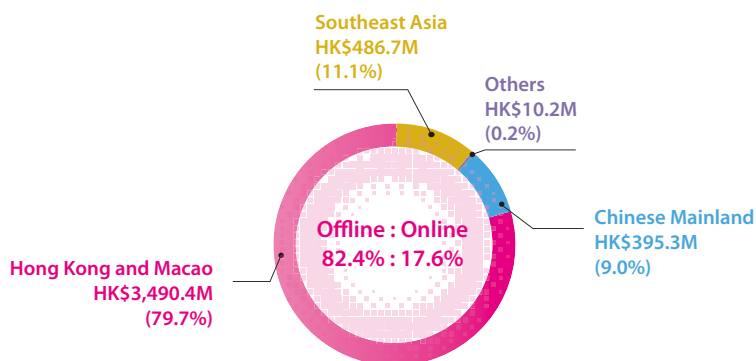 Southeast Asia
HK$486.7M
(11.1%)
Others
HK$10.2M
(0.2%)
Chinese Mainland
HK$395.3M
(9.0%)
Offline : Online
82.4% : 17.6%
Hong Kong and Macao
HK$3,490.4M
(79.7%)